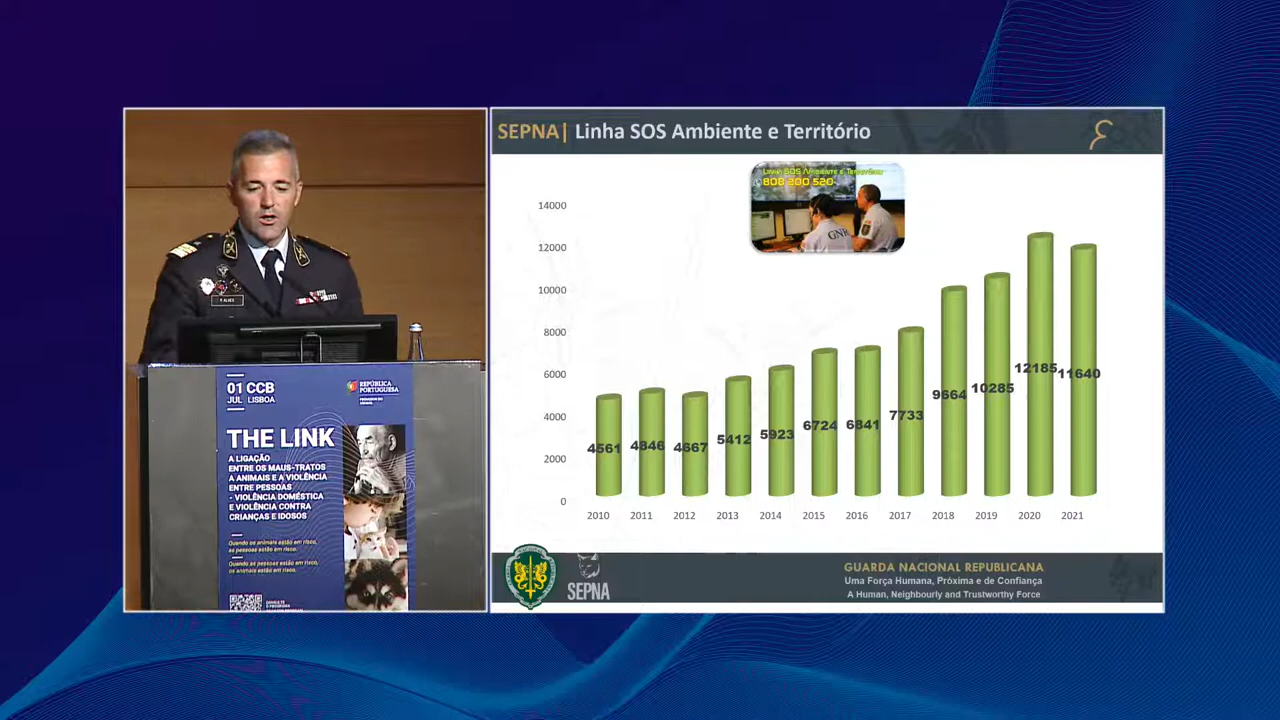 SEPNA| Linha SOS Ambiente e Território
LINHA SOS AMBIENTE E TERRITÓRIO
808 200 520
GNR
14000
12000
10000
8000
6000
4000
2000
0
4561
4846
4667
5412
5923
6724
6841
7733
9664
10285
12185
11640
2010
2011
2012
2013
2014
2015
2016
2017
2018
2019
2020
2021
SEPNA
GUARDA NACIONAL REPUBLICANA
Uma Força Humana, Próxima e de Confiança
A Human, Neighbourly and Trustworthy Force
P. ALVES
01 CCB
JUL LISBOA
REPÚBLICA
PORTUGUESA
THE LINK
A LIGAÇÃO
ENTRE OS MAUS-TRATOS
A ANIMAIS E A VIOLÊNCIA
ENTRE PESSOAS
- VIOLÊNCIA DOMÉSTICA
E VIOLÊNCIA CONTRA
CRIANÇAS E IDOSOS
Quando os animais estão em risco,
as pessoas estão em risco.
Quando as pessoas estão em risco,
os animais estão em risco.